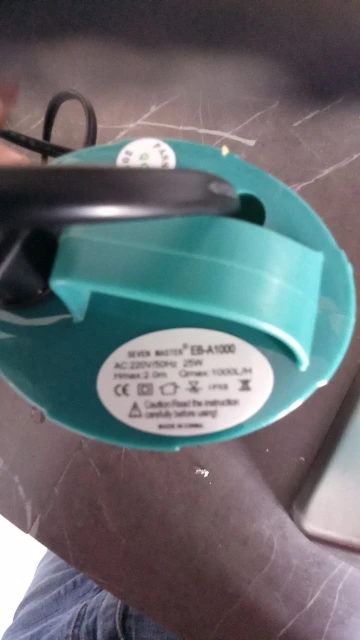 SEVEN MASTER® EB-A1000
AC:220V/50Hz 25W
Hmax:2.0m Qmax:1000L/H
CE IPX8
Caution:Read the instruction
carefully before using!
MADE IN CHINA